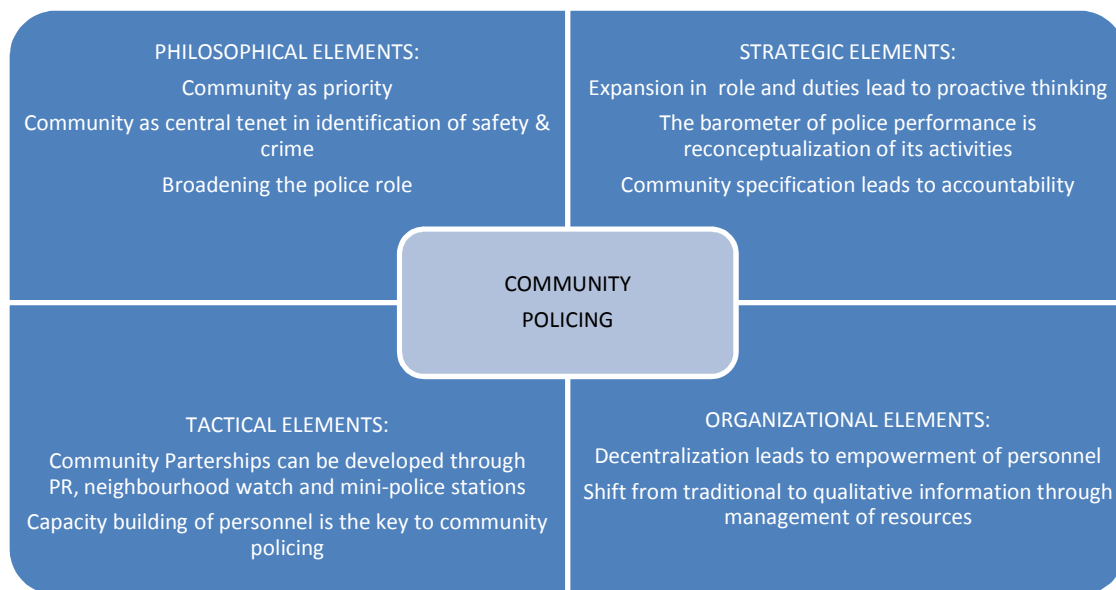 PHILOSOPHICAL ELEMENTS:
Community as priority
Community as central tenet in identification of safety &
crime
Broadening the police role
STRATEGIC ELEMENTS:
Expansion in role and duties lead to proactive thinking
The barometer of police performance is
reconceptualization of its activities
Community specification leads to accountability
COMMUNITY
POLICING
TACTICAL ELEMENTS:
Community Parterships can be developed through
PR, neighbourhood watch and mini-police stations
Capacity building of personnel is the key to community
policing
ORGANIZATIONAL ELEMENTS:
Decentralization leads to empowerment of personnel
Shift from traditional to qualitative information through
management of resources